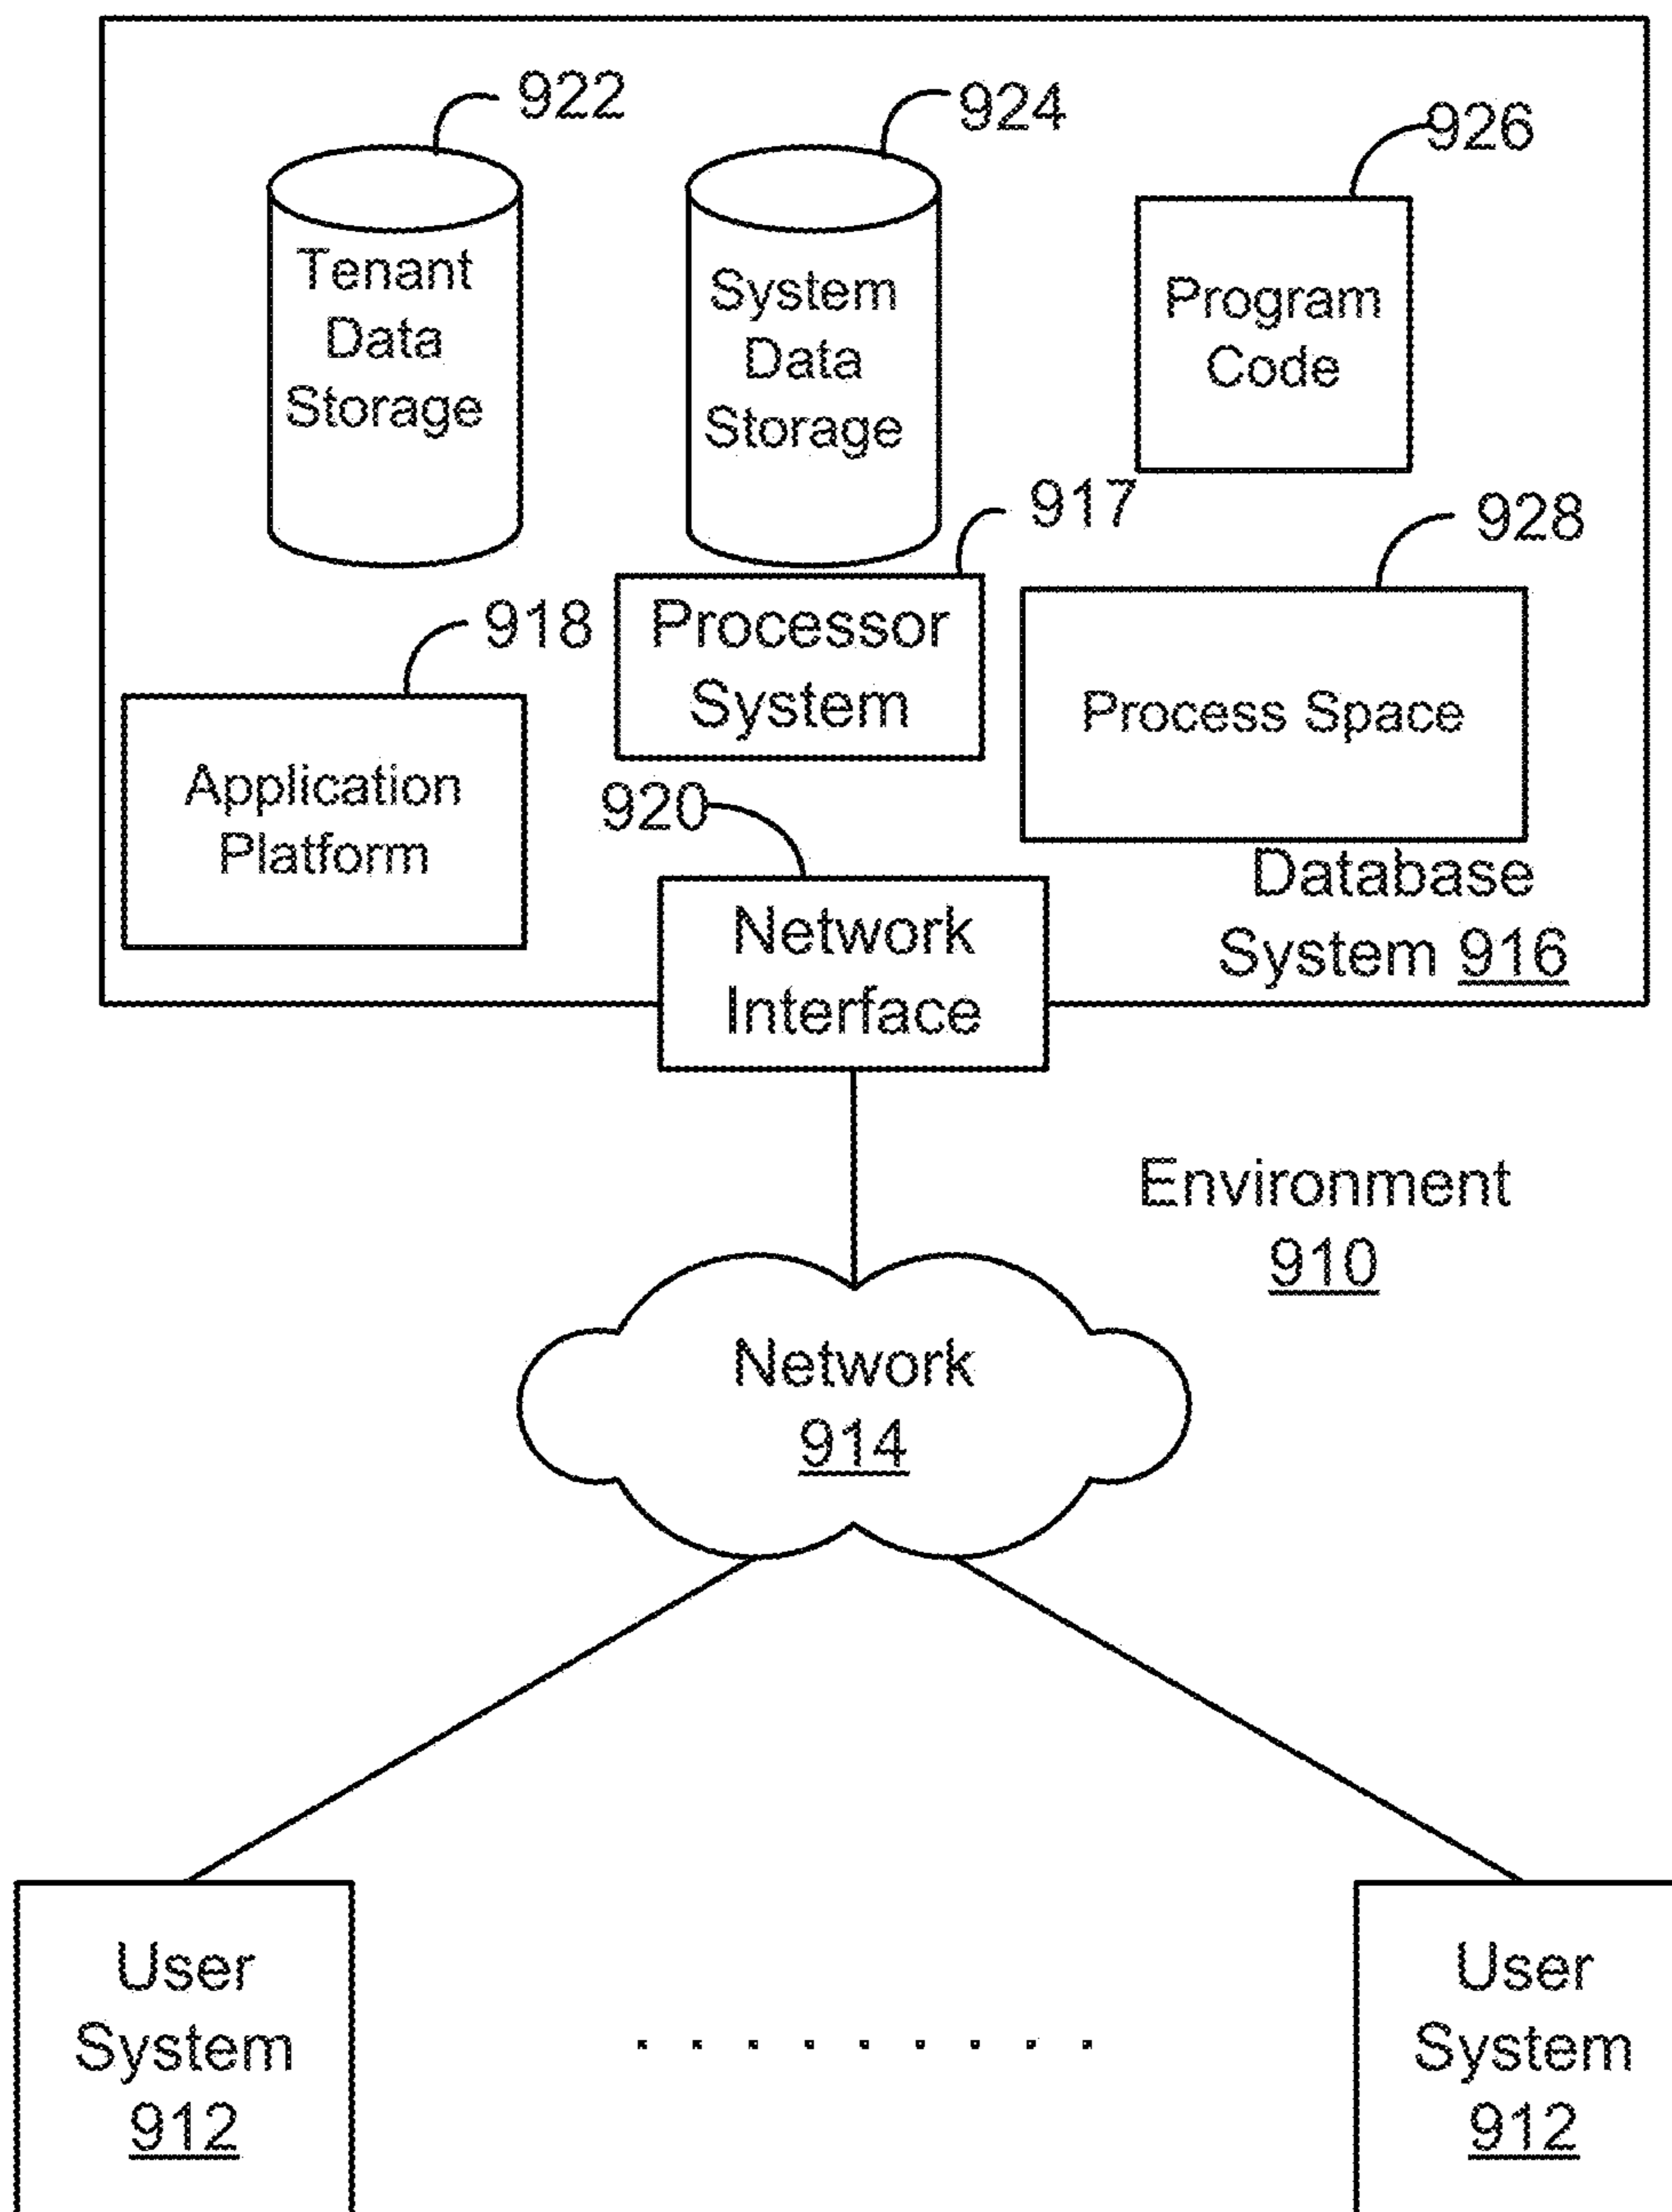 922
924
926
Tenant
Data
Storage
System
Data
Storage
Program
Code
917
928
918
Processor
System
Process Space
Application
Platform
920
Database
System 916
Network
Interface
Environment
910
Network
914
User
System
912
User
System
912